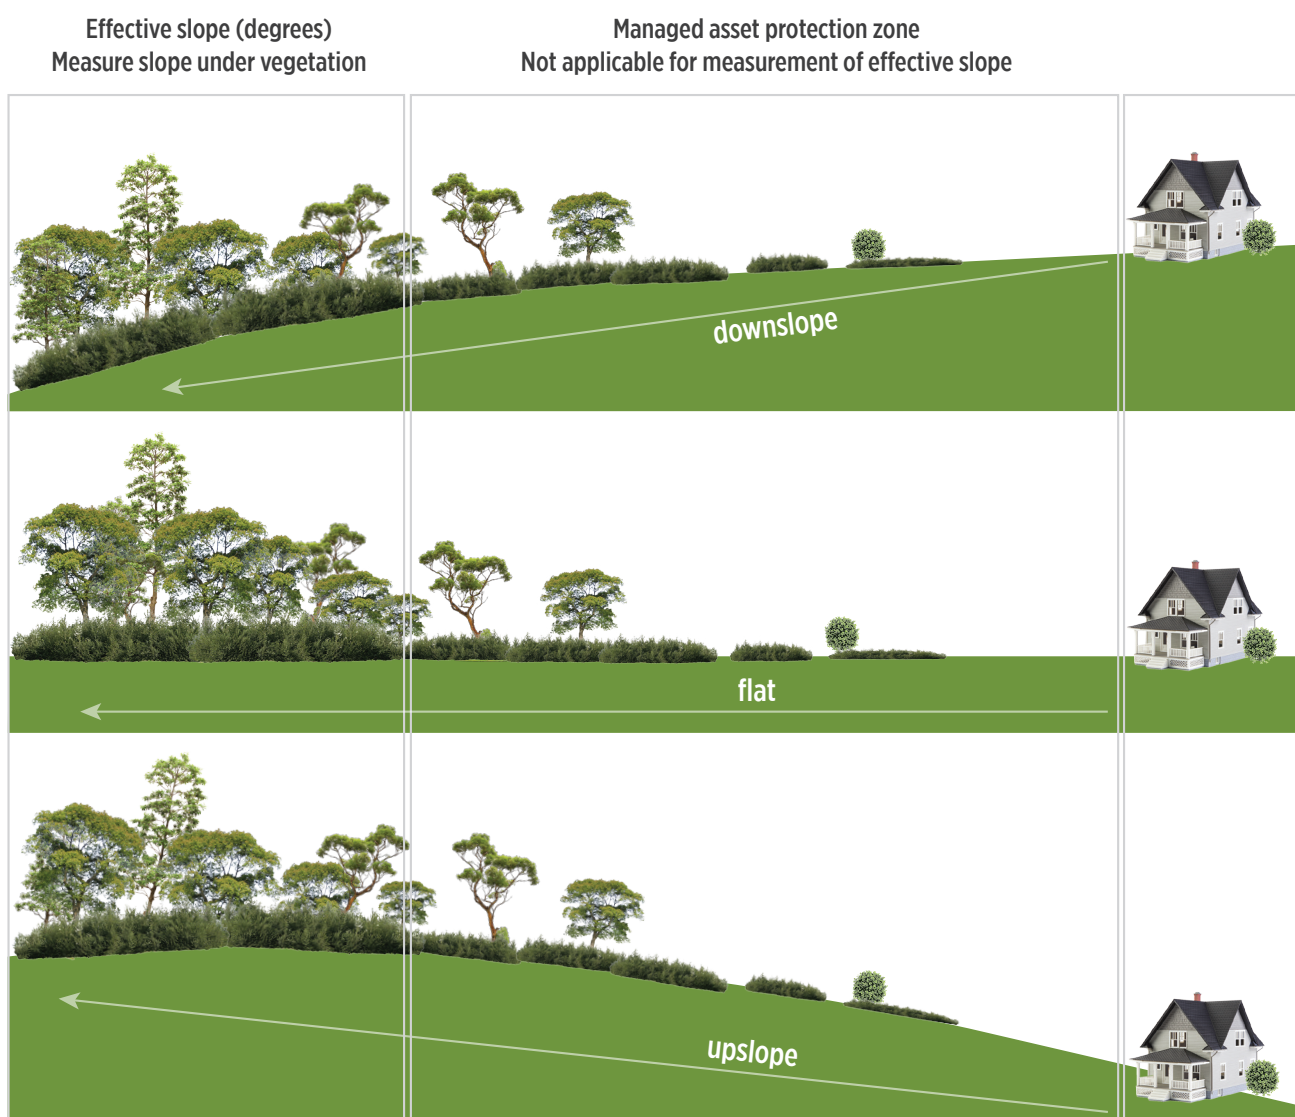 Effective slope (degrees)
Measure slope under vegetation
Managed asset protection zone
Not applicable for measurement of effective slope
downslope
flat
upslope